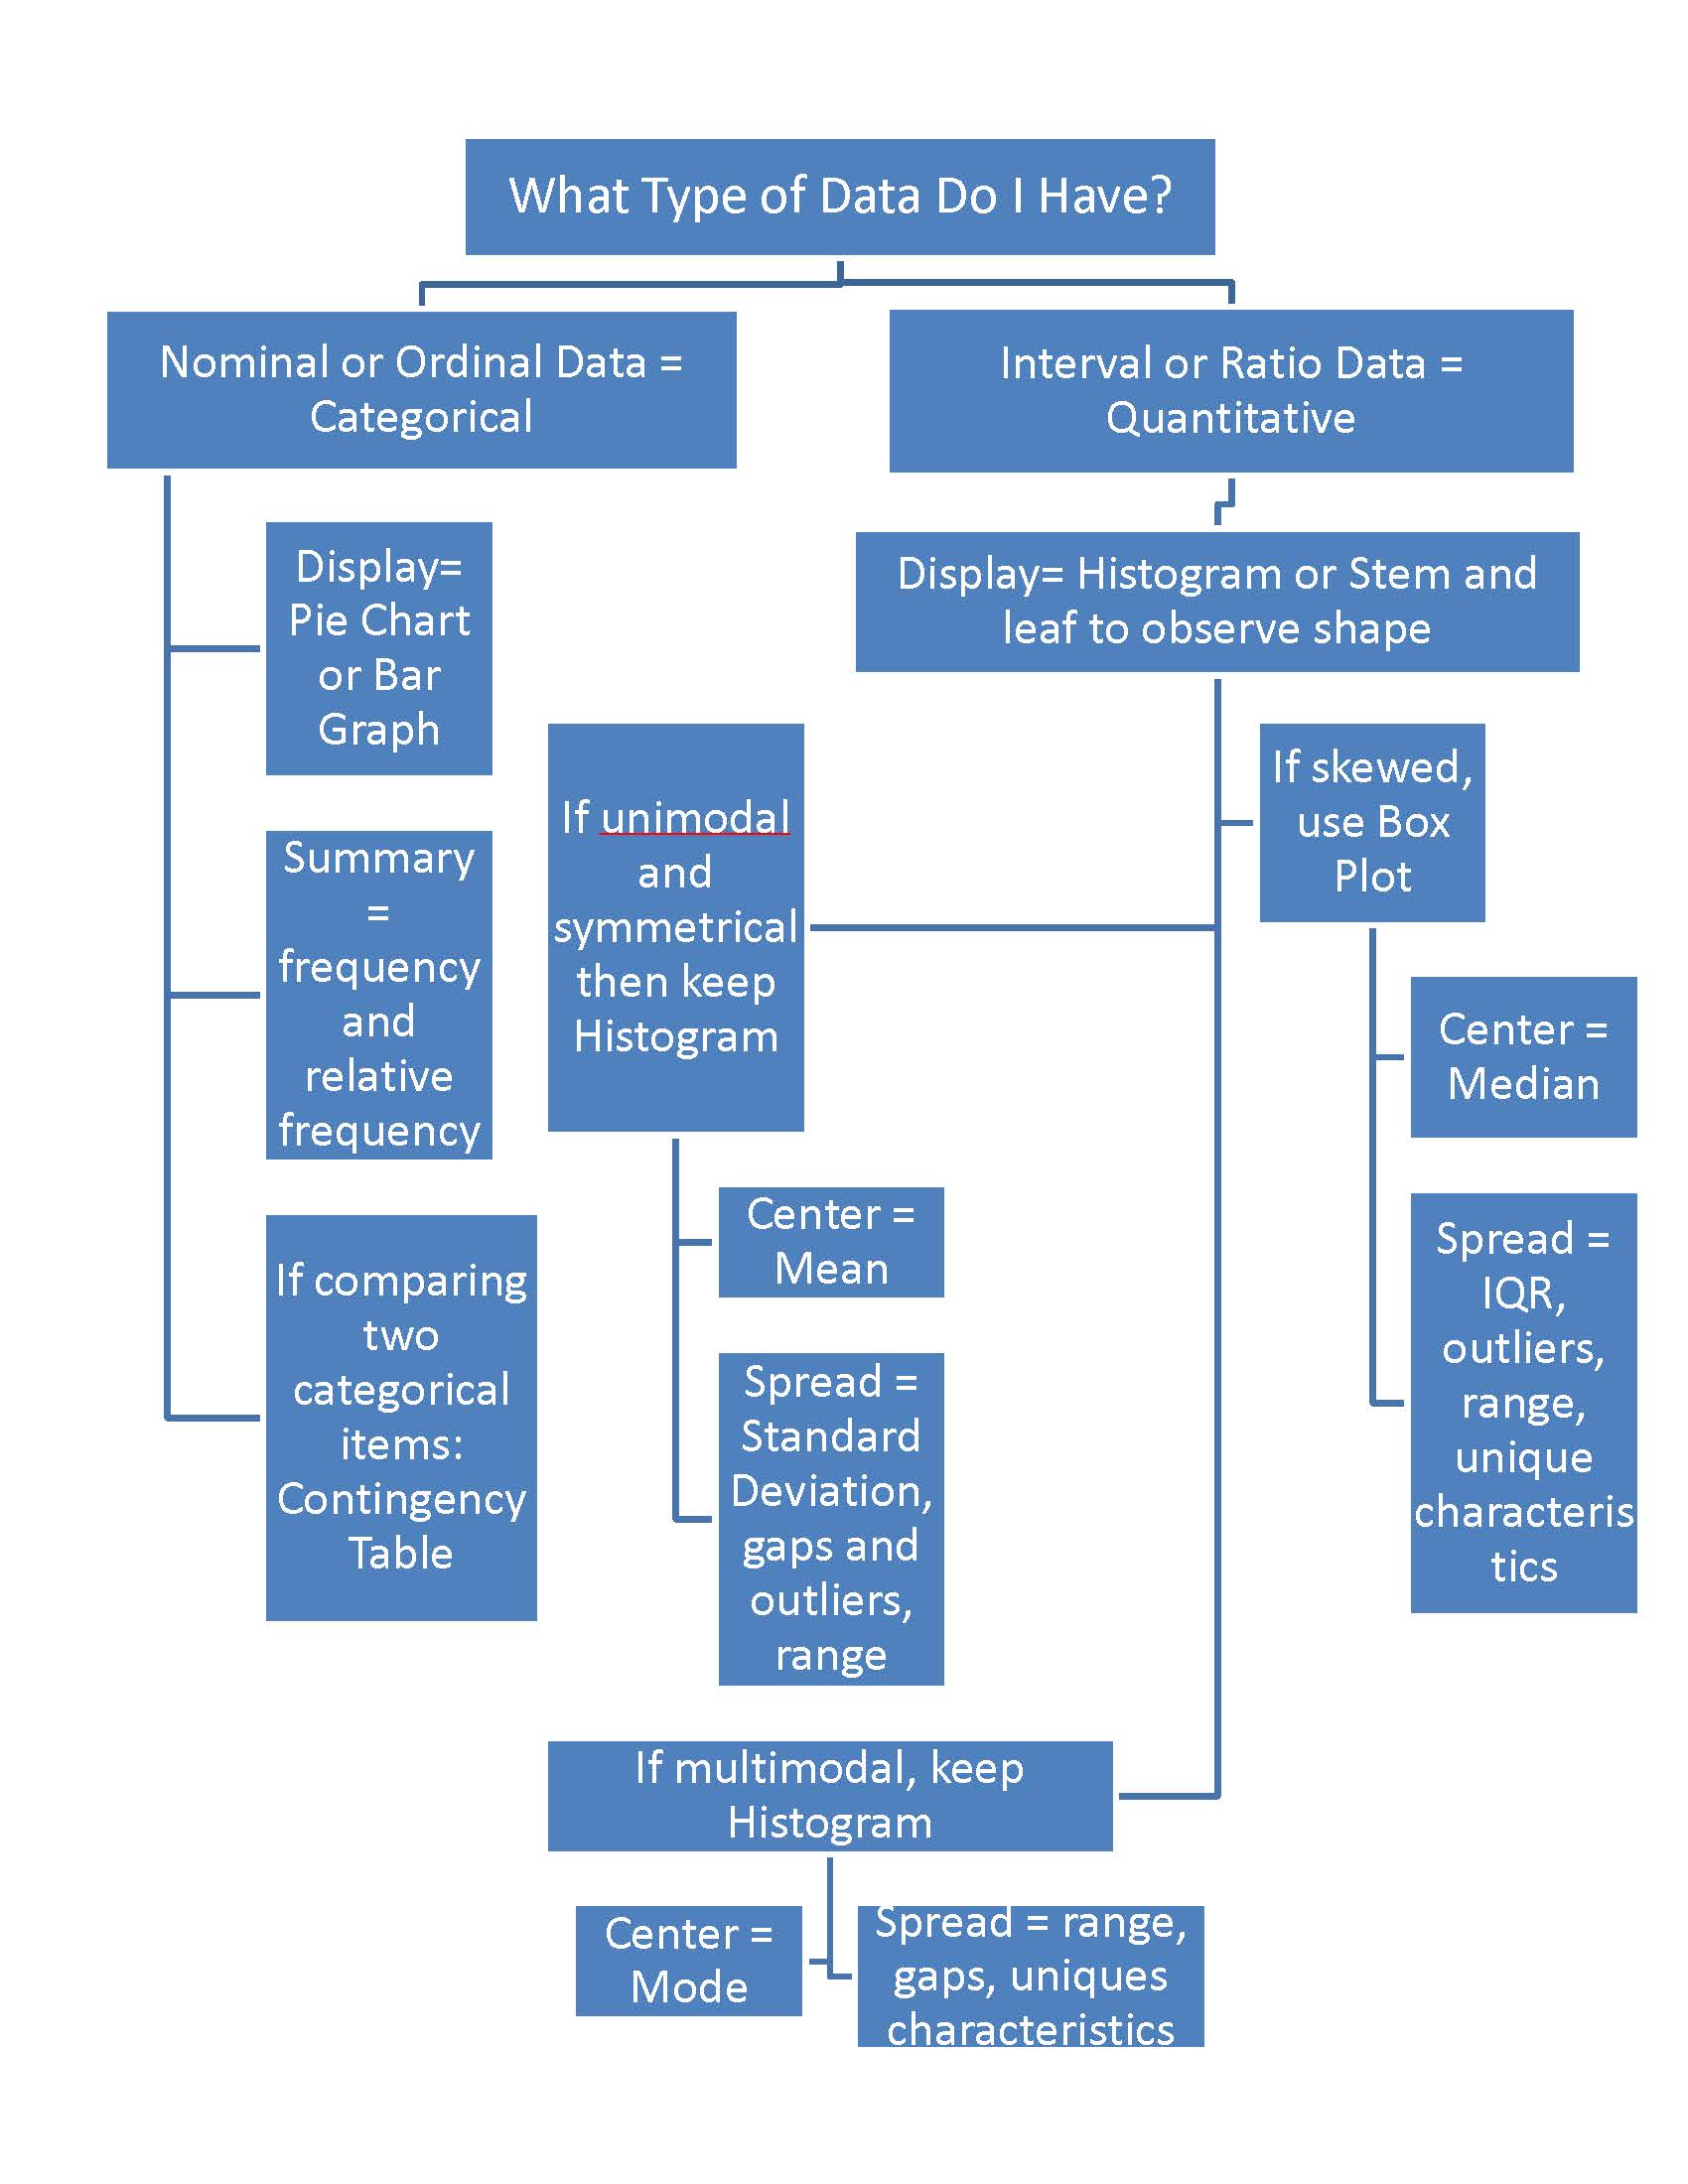 What Type of Data Do I Have?
Nominal or Ordinal Data =
Categorical
Display=
Pie Chart
or Bar
Graph
Summary
=
frequency
and
relative
frequency
If comparing
two
categorical
items:
Contingency
Table
Interval or Ratio Data =
Quantitative
Display= Histogram or Stem and
leaf to observe shape
If unimodal
and
symmetrical
then keep
Histogram
Center =
Mean
Spread =
Standard
Deviation,
gaps and
outliers,
range
If skewed,
use Box
Plot
Center =
Median
Spread =
IQR,
outliers,
range,
unique
characteris
tics
If multimodal, keep
Histogram
Center =
Mode
Spread = range,
gaps, uniques
characteristics